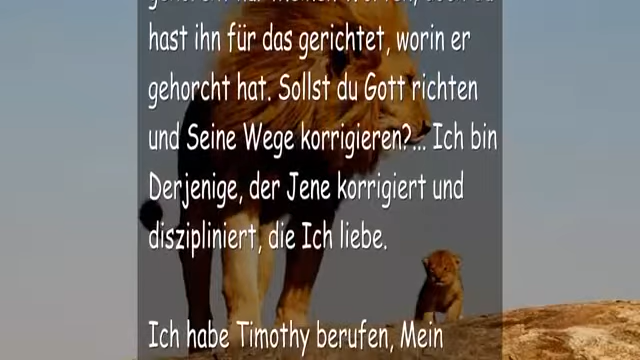 hast ihn für das gerichtet, worin er
gehorcht hat. Sollst du Gott richten
und Seine Wege korrigieren?... Ich bin
Derjenige, der Jene korrigiert und
diszipliniert, die Ich liebe.
Ich habe Timothy berufen, Mein